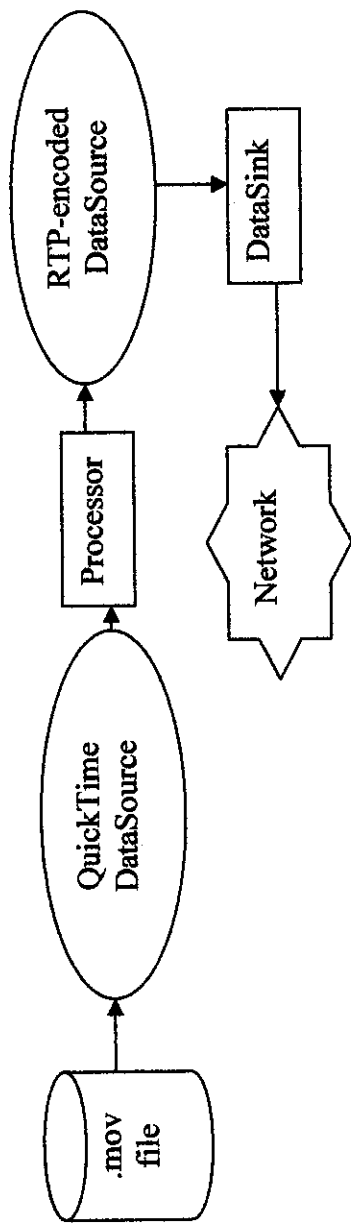 .mov
file
QuickTime
DataSource
Processor
RTP-encoded
DataSource
DataSink
Network